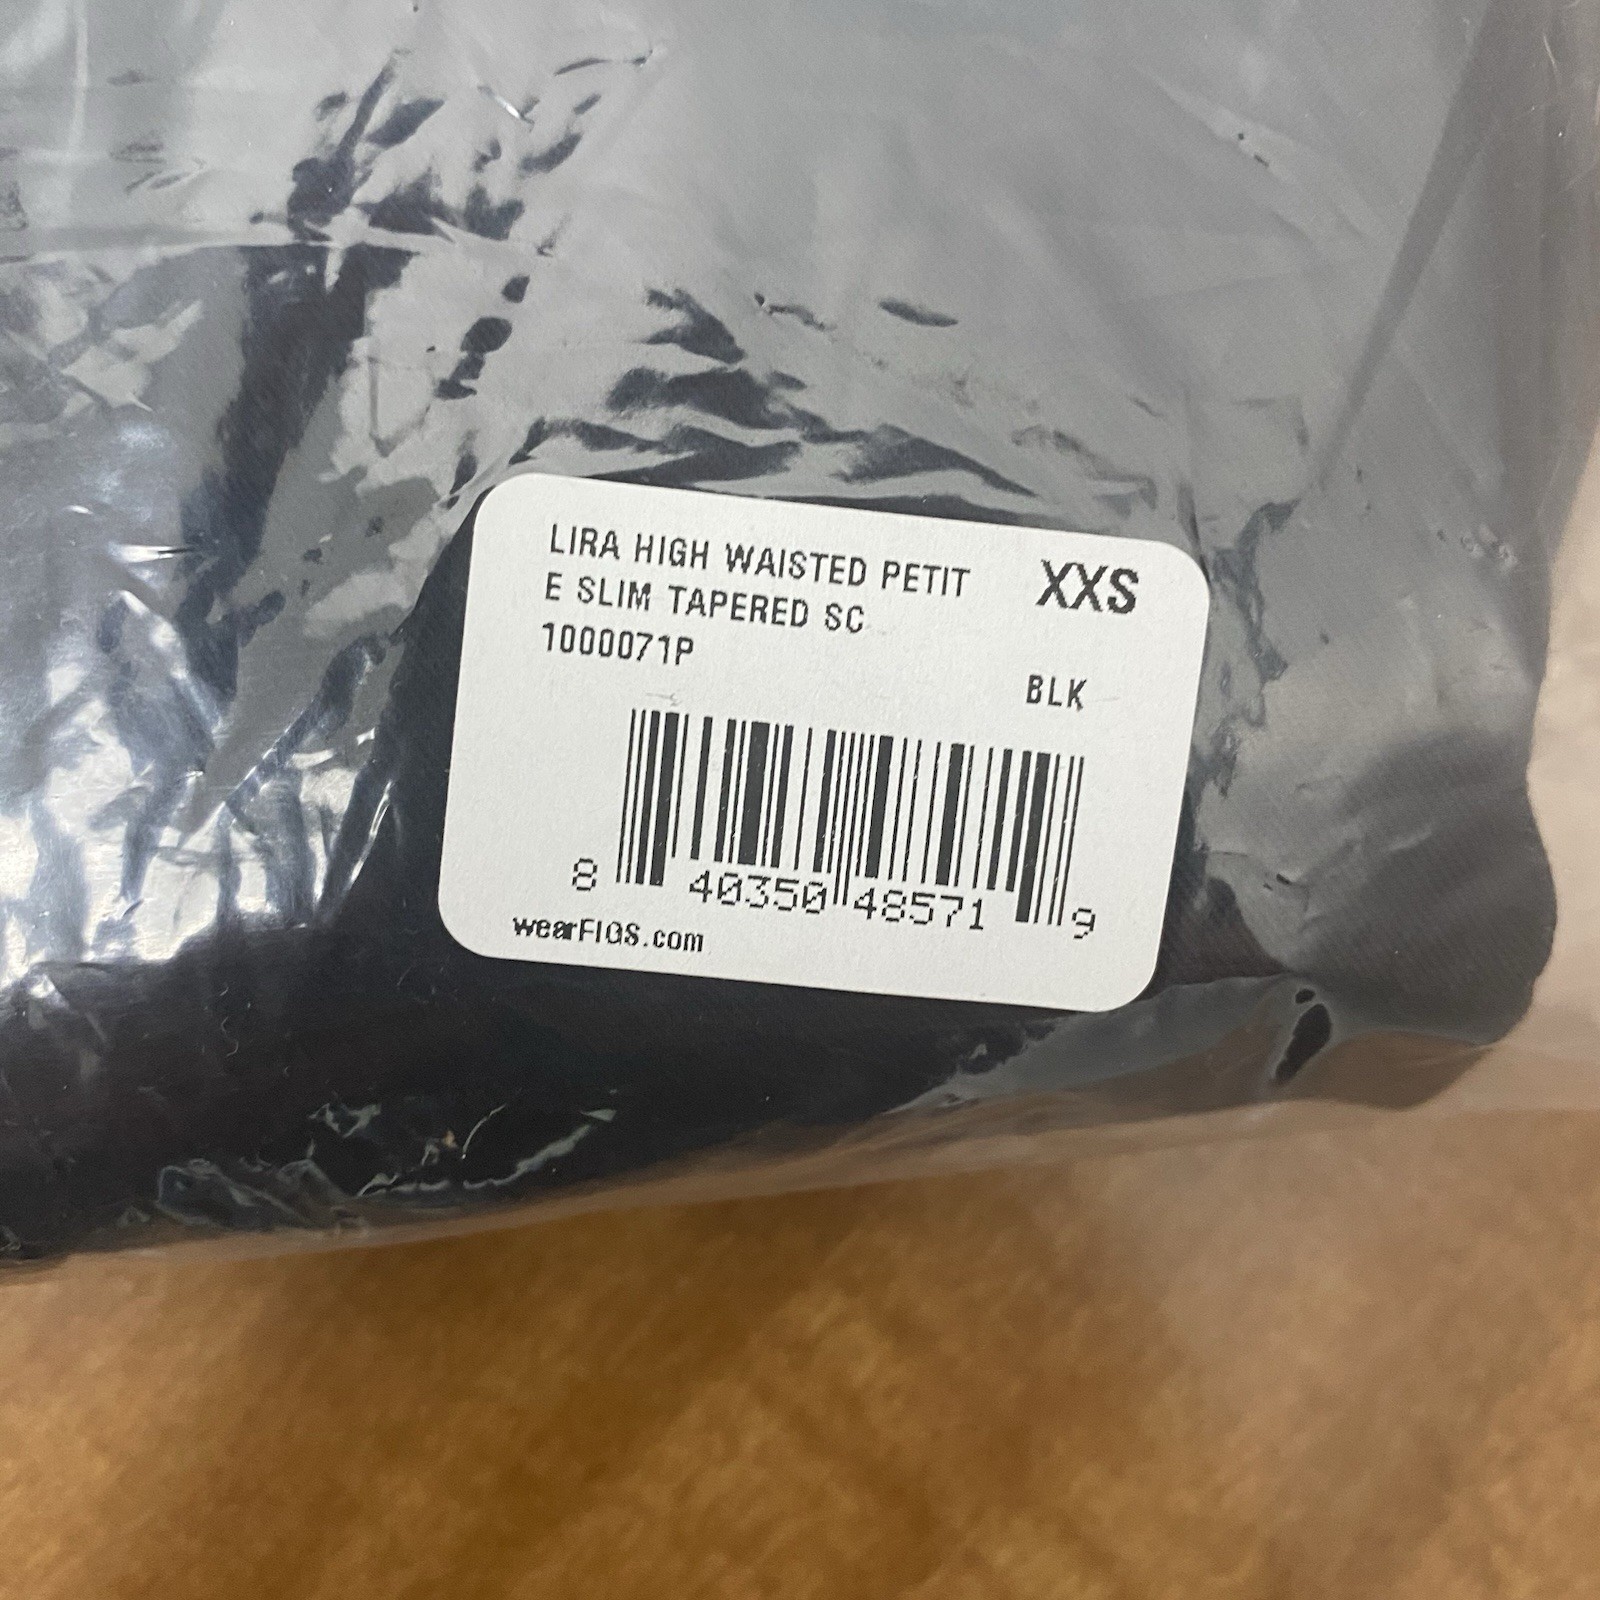 LIRA HIGH WAISTED PETIT
E SLIM TAPERED SC
XXS
1000071P
BLK
8 40350 48571 9
wearFIGS.com